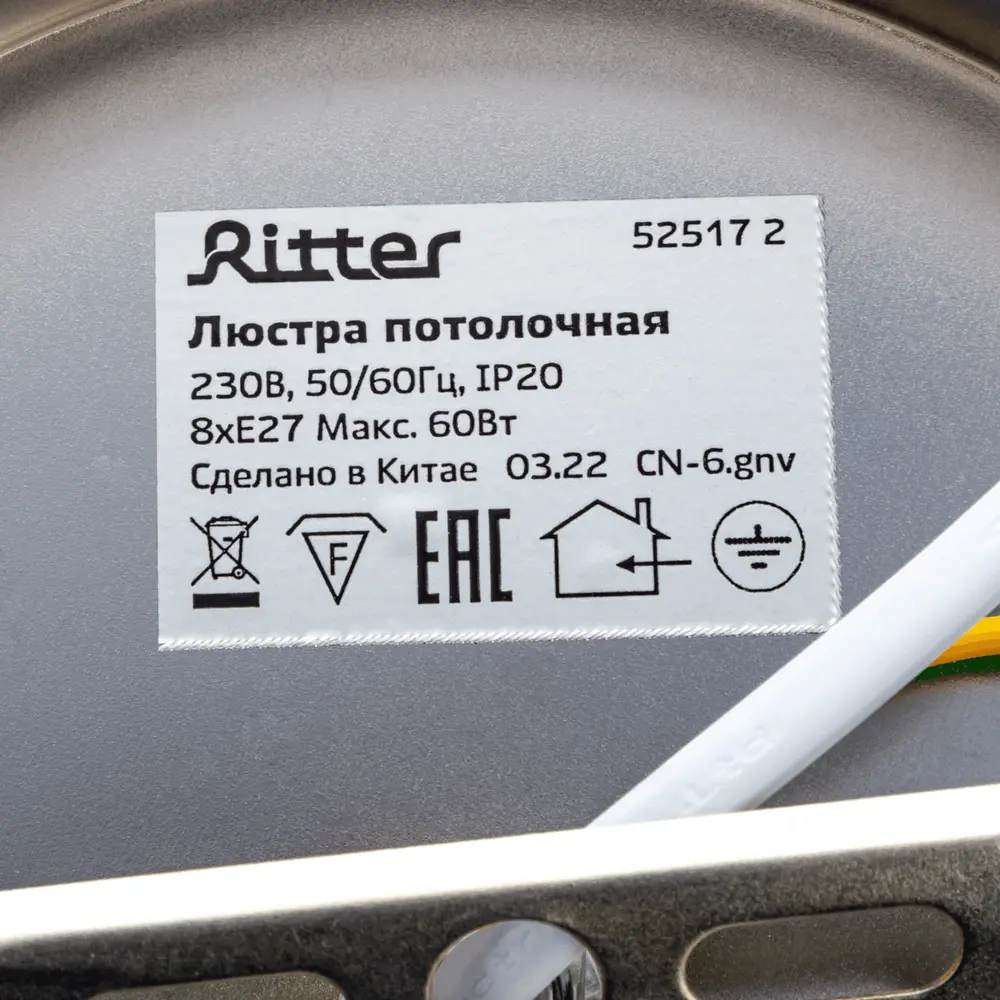 Ritter 52517 2
Люстра потолочная
230В, 50/60Гц, IP20
8хЕ27 Макс. 60Вт
Сделано в Китае 03.22 CN-6.gnv
F EAC